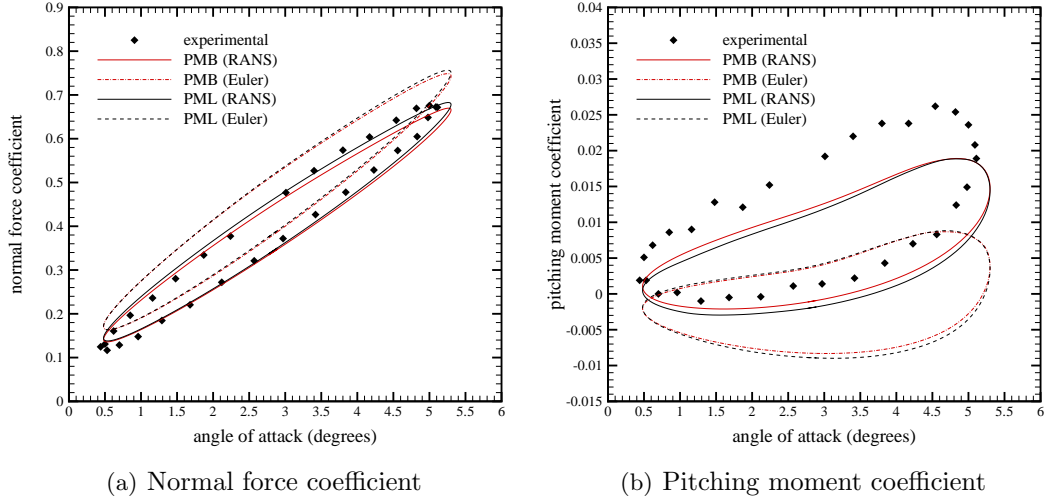 normal force coefficient
0.9
0.8
0.7
0.6
0.5
0.4
0.3
0.2
0.1
0
experimental
PMB (RANS)
PMB (Euler)
PML (RANS)
PML (Euler)
0 0.5 1 1.5 2 2.5 3 3.5 4 4.5 5 5.5 6
angle of attack (degrees)
(a) Normal force coefficient
pitching moment coefficient
0.04
0.035
0.03
0.025
0.02
0.015
0.01
0.005
0
-0.005
-0.01
-0.015
experimental
PMB (RANS)
PMB (Euler)
PML (RANS)
PML (Euler)
0 0.5 1 1.5 2 2.5 3 3.5 4 4.5 5 5.5 6
angle of attack (degrees)
(b) Pitching moment coefficient